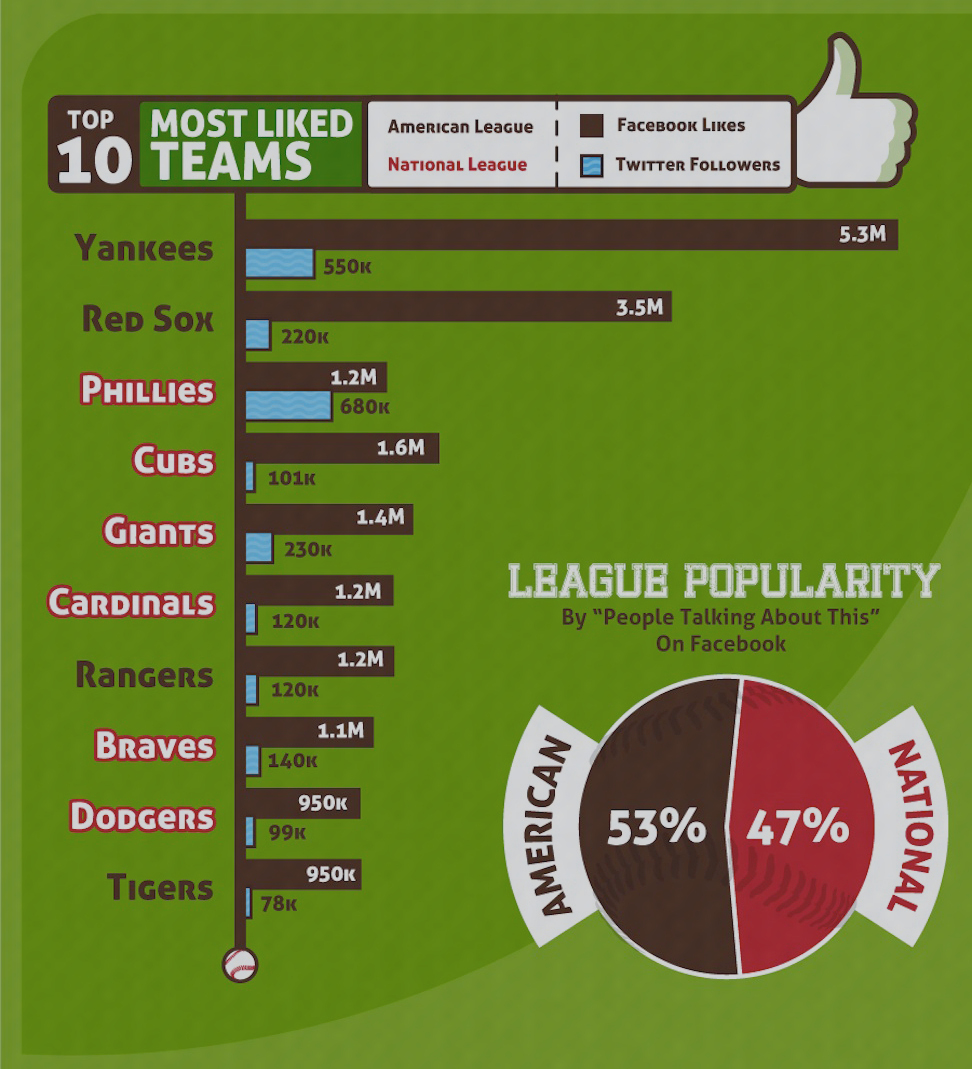 TOP
10
MOST LIKED
TEAMS
American League
National League
Facebook Likes
Twitter Followers
Yankees
5.3M
550K
Red Sox
3.5M
220K
Phillies
1.2M
680K
Cubs
1.6M
101K
Giants
1.4M
230K
Cardinals
1.2M
120K
Rangers
1.2M
120K
Braves
1.1M
140K
Dodgers
950K
99K
Tigers
950K
78K
LEAGUE POPULARITY
By "People Talking About This"
On Facebook
AMERICAN
53%
47%
NATIONAL